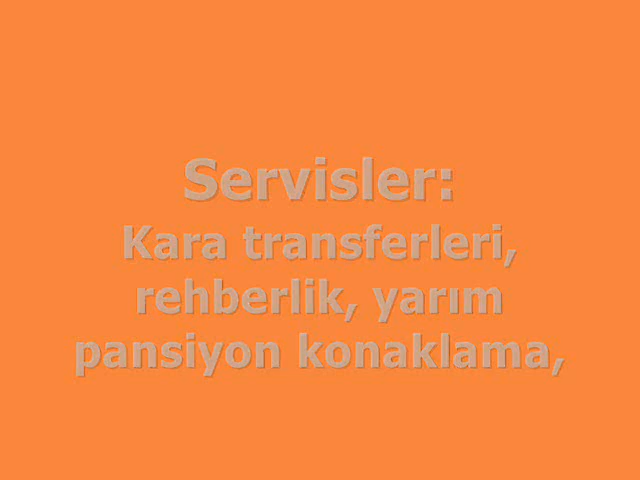 Servisler:
Kara transferleri,
rehberlik, yarım
pansiyon konaklama,